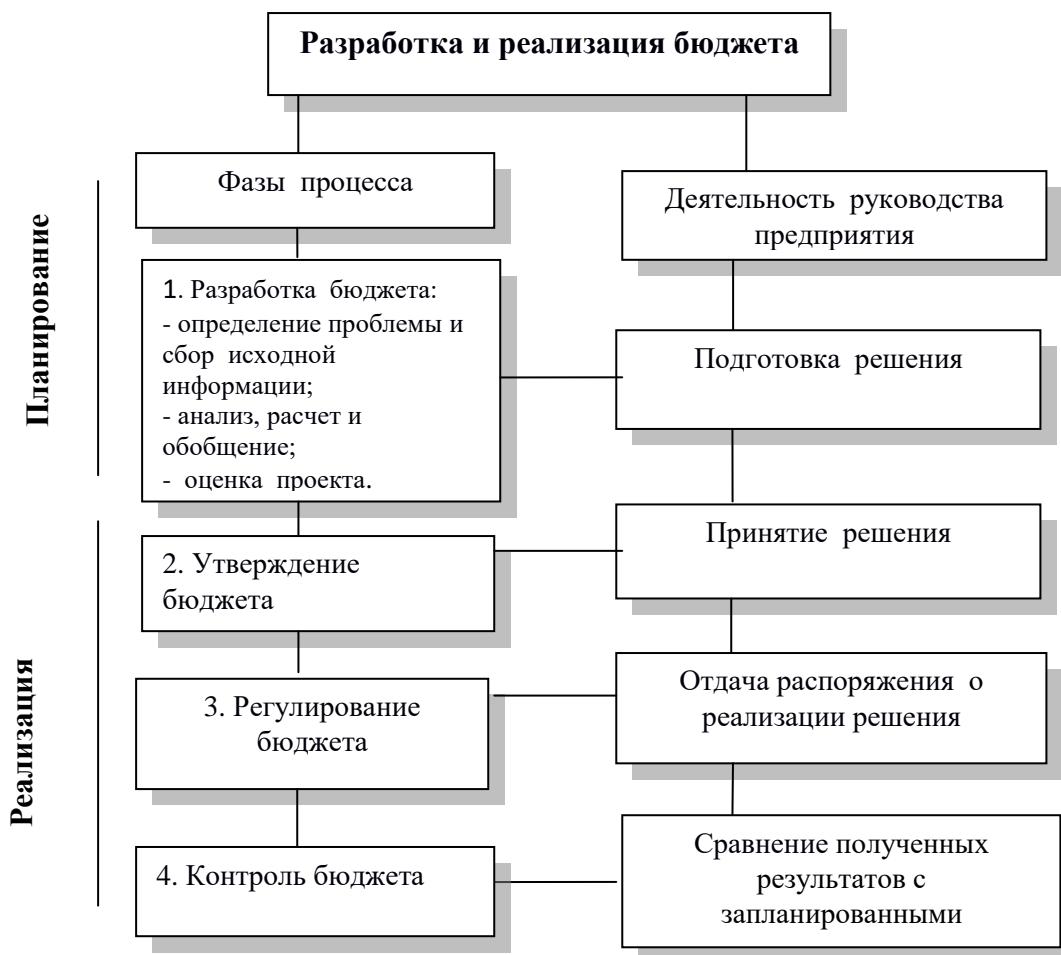 Разработка и реализация бюджета
Фазы процесса
Деятельность руководства
предприятия
Планирование
1. Разработка бюджета:
- определение проблемы и
сбор исходной
информации;
- анализ, расчет и
обобщение;
- оценка проекта.
Подготовка решения
Реализация
2. Утверждение
бюджета
Принятие решения
3. Регулирование
бюджета
Отдача распоряжения о
реализации решения
4. Контроль бюджета
Сравнение полученных
результатов с
запланированными